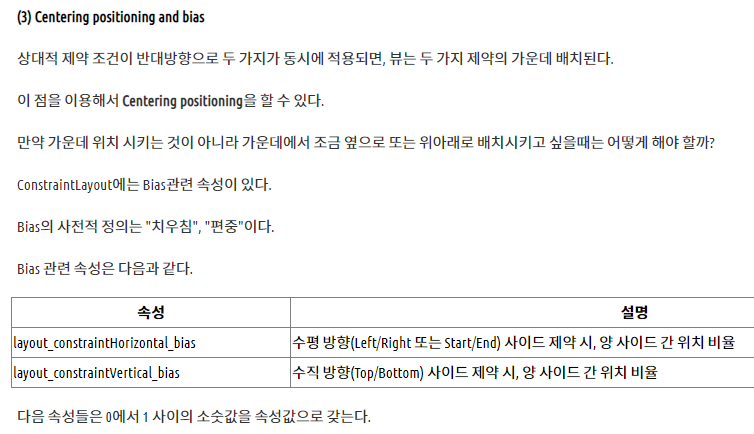 (3) Centering positioning and bias
상대적 제약 조건이 반대방향으로 두 가지가 동시에 적용되면, 뷰는 두 가지 제약의 가운데 배치된다.
이 점을 이용해서 Centering positioning을 할 수 있다.
만약 가운데 위치 시키는 것이 아니라 가운데에서 조금 옆으로 또는 위아래로 배치시키고 싶을때는 어떻게 해야 할까?
ConstraintLayout에는 Bias관련 속성이 있다.
Bias의 사전적 정의는 "치우침", "편중"이다.
Bias 관련 속성은 다음과 같다.
속성 설명
layout_constraintHorizontal_bias 수평 방향(Left/Right 또는 Start/End) 사이드 제약 시, 양 사이드 간 위치 비율
layout_constraintVertical_bias 수직 방향(Top/Bottom) 사이드 제약 시, 양 사이드 간 위치 비율
다음 속성들은 0에서 1 사이의 소숫값을 속성값으로 갖는다.